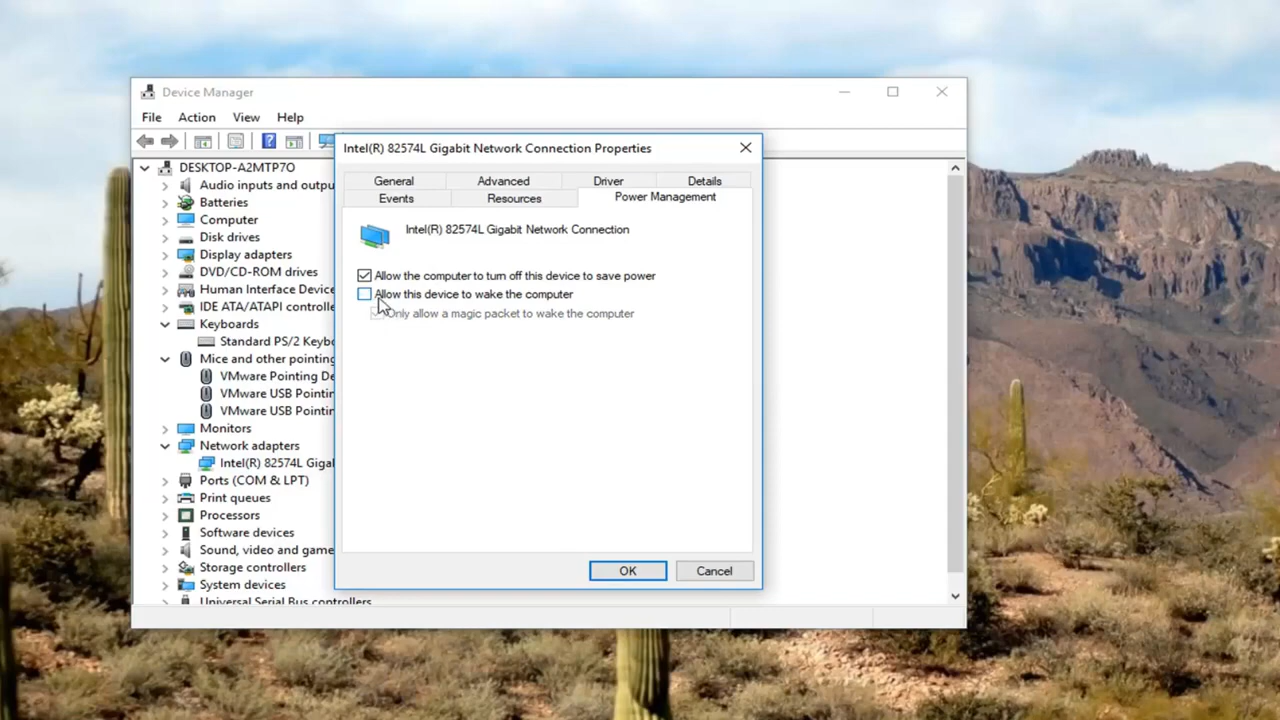 Device Manager
File Action View Help
Intel(R) 82574L Gigabit Network Connection Properties
DESKTOP-A2MTP7O
Audio inputs and outpu
Batteries
Computer
Disk drives
Display adapters
DVD/CD-ROM drives
Human Interface Device
IDE ATA/ATAPI controlle
Keyboards
Standard PS/2 Keybo
Mice and other pointing
VMware Pointing De
VMware USB Pointin
VMware USB Pointin
Monitors
Network adapters
Intel(R) 82574L Gigal
Ports (COM & LPT)
Print queues
Processors
Software devices
Sound, video and game
Storage controllers
System devices
Universal Serial Bus controllers
General Advanced Driver Details
Events Resources Power Management
Intel(R) 82574L Gigabit Network Connection
Allow the computer to turn off this device to save power
Allow this device to wake the computer
Only allow a magic packet to wake the computer
OK Cancel